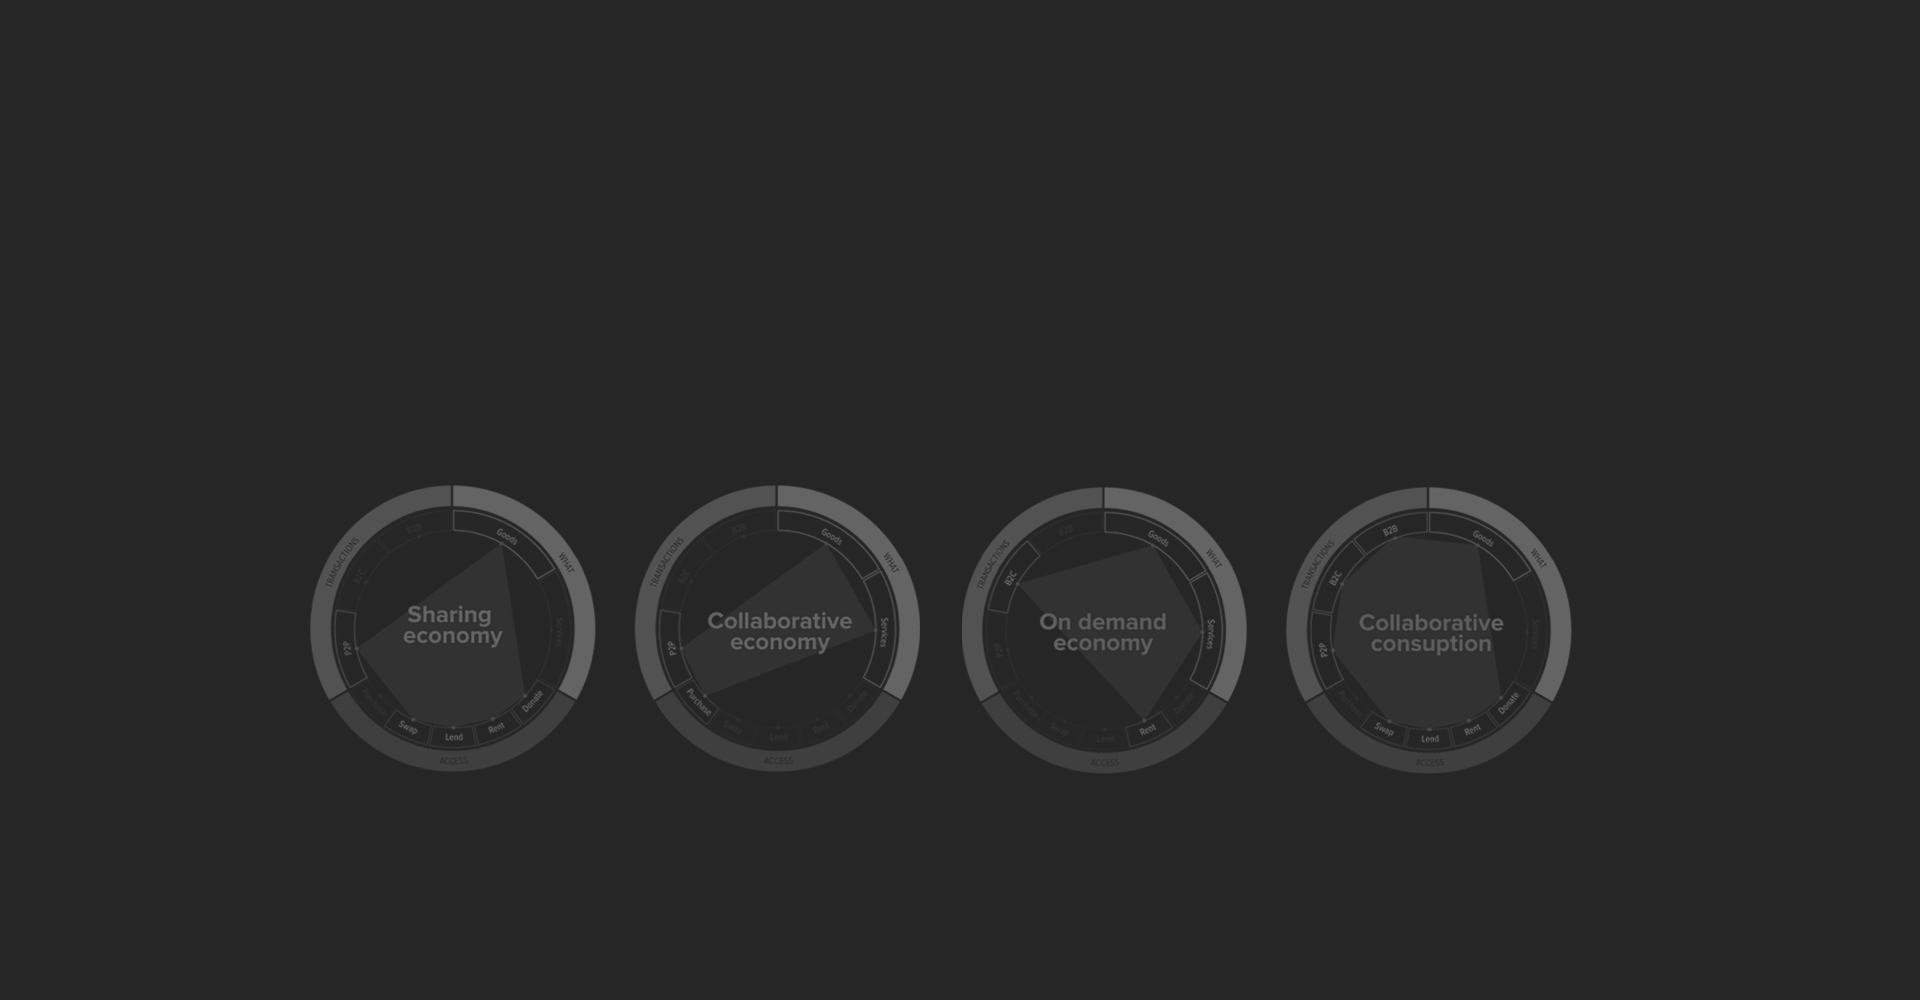 TRANSACTIONS
B2B
Goods
WHAT
B2C
Services
P2P
Sharing
economy
Purchase
Swap
Lend
Rent
Donate
ACCESS
TRANSACTIONS
B2B
Goods
WHAT
B2C
Services
P2P
Collaborative
economy
Purchase
Swap
Lend
Rent
Donate
ACCESS
TRANSACTIONS
B2B
Goods
WHAT
B2C
Services
P2P
On demand
economy
Purchase
Swap
Lend
Rent
Donate
ACCESS
TRANSACTIONS
B2B
Goods
WHAT
B2C
Services
P2P
Collaborative
consuption
Purchase
Swap
Lend
Rent
Donate
ACCESS